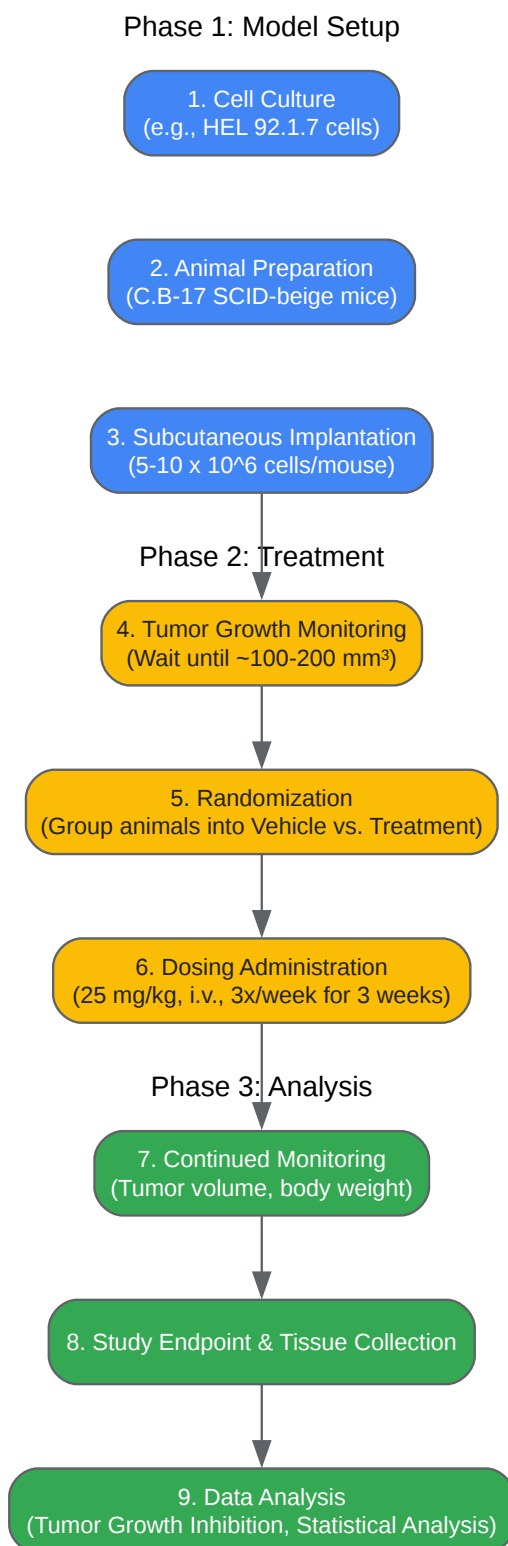 Phase 1: Model Setup
1. Cell Culture
(e.g., HEL 92.1.7 cells)
2. Animal Preparation
(C.B-17 SCID-beige mice)
3. Subcutaneous Implantation
(5-10 x 10^6 cells/mouse)
Phase 2: Treatment
4. Tumor Growth Monitoring
(Wait until ~100-200 mm³)
5. Randomization
(Group animals into Vehicle vs. Treatment)
6. Dosing Administration
(25 mg/kg, i.v., 3x/week for 3 weeks)
Phase 3: Analysis
7. Continued Monitoring
(Tumor volume, body weight)
8. Study Endpoint & Tissue Collection
9. Data Analysis
(Tumor Growth Inhibition, Statistical Analysis)